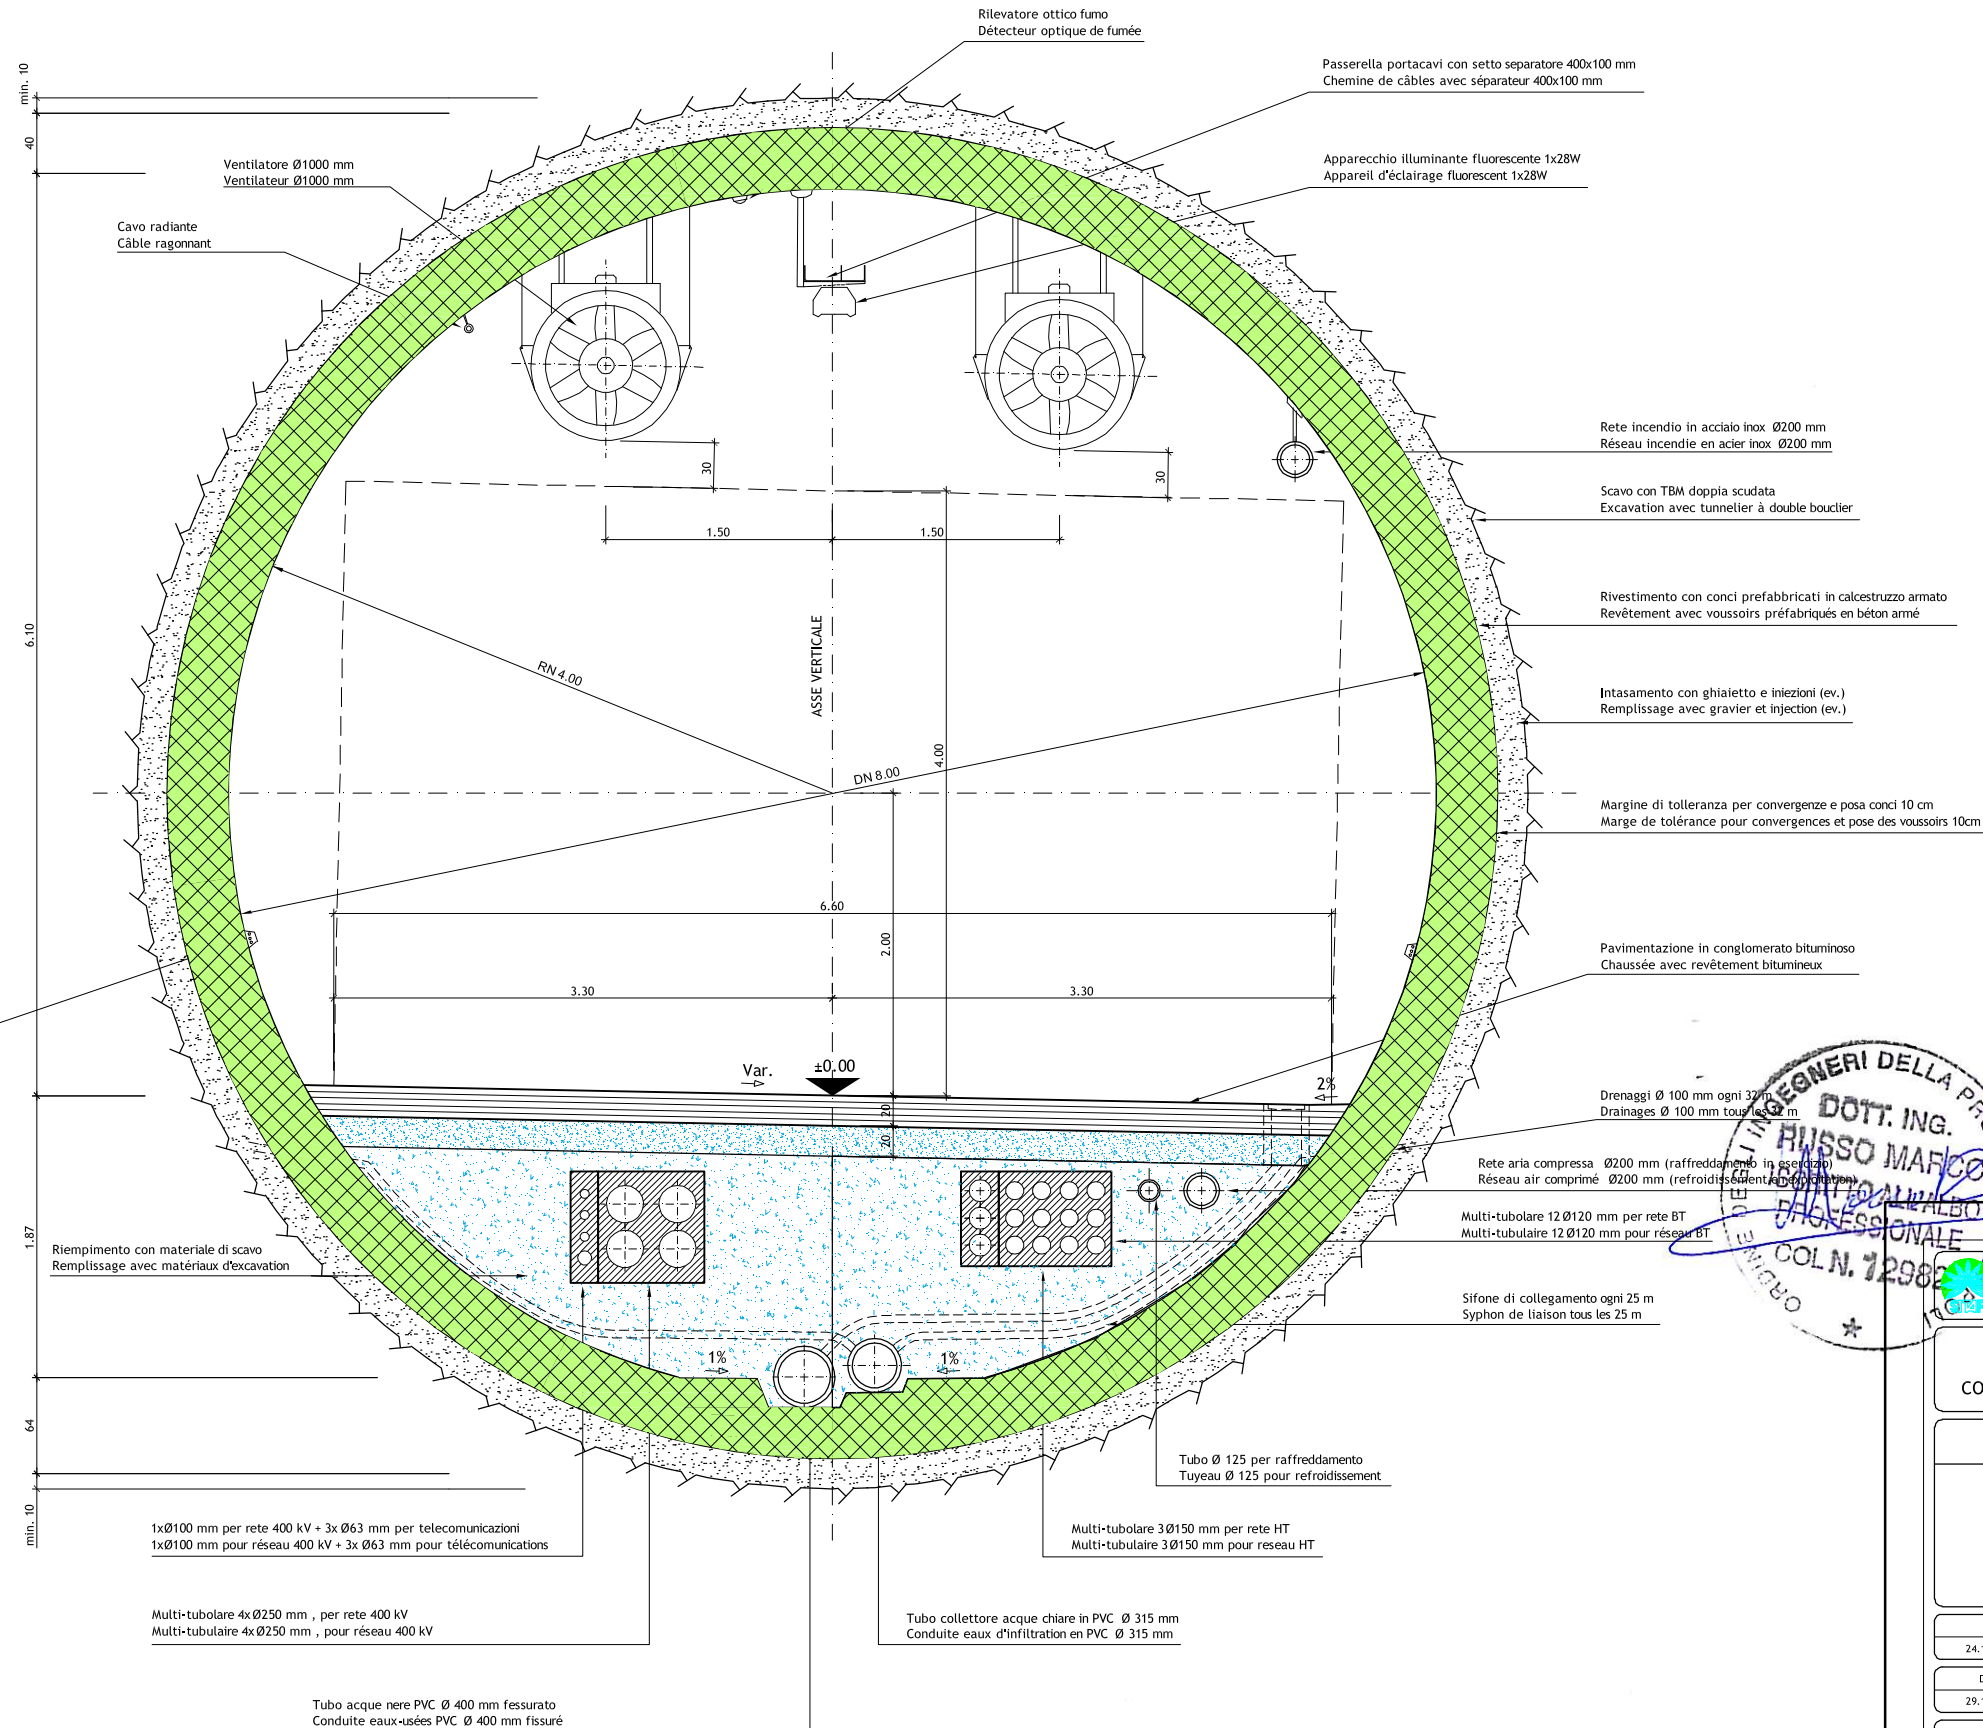 Rilevatore ottico fumo
Détecteur optique de fumée
Passerella portacavi con setto separatore 400x100 mm
Chemine de câbles avec séparateur 400x100 mm
Ventilatore Ø1000 mm
Ventilateur Ø1000 mm
Apparecchio illuminante fluorescente 1x28W
Appareil d'éclairage fluorescent 1x28W
Cavo radiante
Câble ragonnant
min. 10
40
6.10
1.87
64
min. 10
30
30
1.50
1.50
Rete incendio in acciaio inox Ø200 mm
Réseau incendie en acier inox Ø200 mm
Scavo con TBM doppia scudata
Excavation avec tunnelier à double bouclier
Rivestimento con conci prefabbricati in calcestruzzo armato
Revêtement avec voussoirs préfabriqués en béton armé
ASSE VERTICALE
RN 4.00
DN 8.00
4.00
Intasamento con ghiaietto e iniezioni (ev.)
Remplissage avec gravier et injection (ev.)
Margine di tolleranza per convergenze e posa conci 10 cm
Marge de tolérance pour convergences et pose des voussoirs 10cm
6.60
2.00
3.30
3.30
Pavimentazione in conglomerato bituminoso
Chaussée avec revêtement bitumineux
Var.
±0.00
2%
20
20
Drenaggi Ø 100 mm ogni 32 m
Drainages Ø 100 mm tous les 32 m
Rete aria compressa Ø200 mm (raffreddamento in esercizio)
Réseau air comprimé Ø200 mm (refroidissement en exploitation)
Multi-tubolare 12 Ø120 mm per rete BT
Multi-tubulaire 12 Ø120 mm pour réseau BT
Riempimento con materiale di scavo
Remplissage avec matériaux d'excavation
Sifone di collegamento ogni 25 m
Syphon de liaison tous les 25 m
1%
1%
Tubo Ø 125 per raffreddamento
Tuyeau Ø 125 pour refroidissement
1xØ100 mm per rete 400 kV + 3x Ø63 mm per telecomunicazioni
1xØ100 mm pour réseau 400 kV + 3x Ø63 mm pour télécomunications
Multi-tubolare 3 Ø150 mm per rete HT
Multi-tubulaire 3 Ø150 mm pour reseau HT
Multi-tubolare 4x Ø250 mm , per rete 400 kV
Multi-tubulaire 4x Ø250 mm , pour réseau 400 kV
Tubo collettore acque chiare in PVC Ø 315 mm
Conduite eaux d'infiltration en PVC Ø 315 mm
Tubo acque nere PVC Ø 400 mm fessurato
Conduite eaux-usées PVC Ø 400 mm fissuré
ORDINE DEGLI INGEGNERI DELLA
DOTT. ING.
RUSSO MARCO
ISCRITTO ALL'ALBO
PROFESSIONALE
COL N. 12982
CO
24.
29.